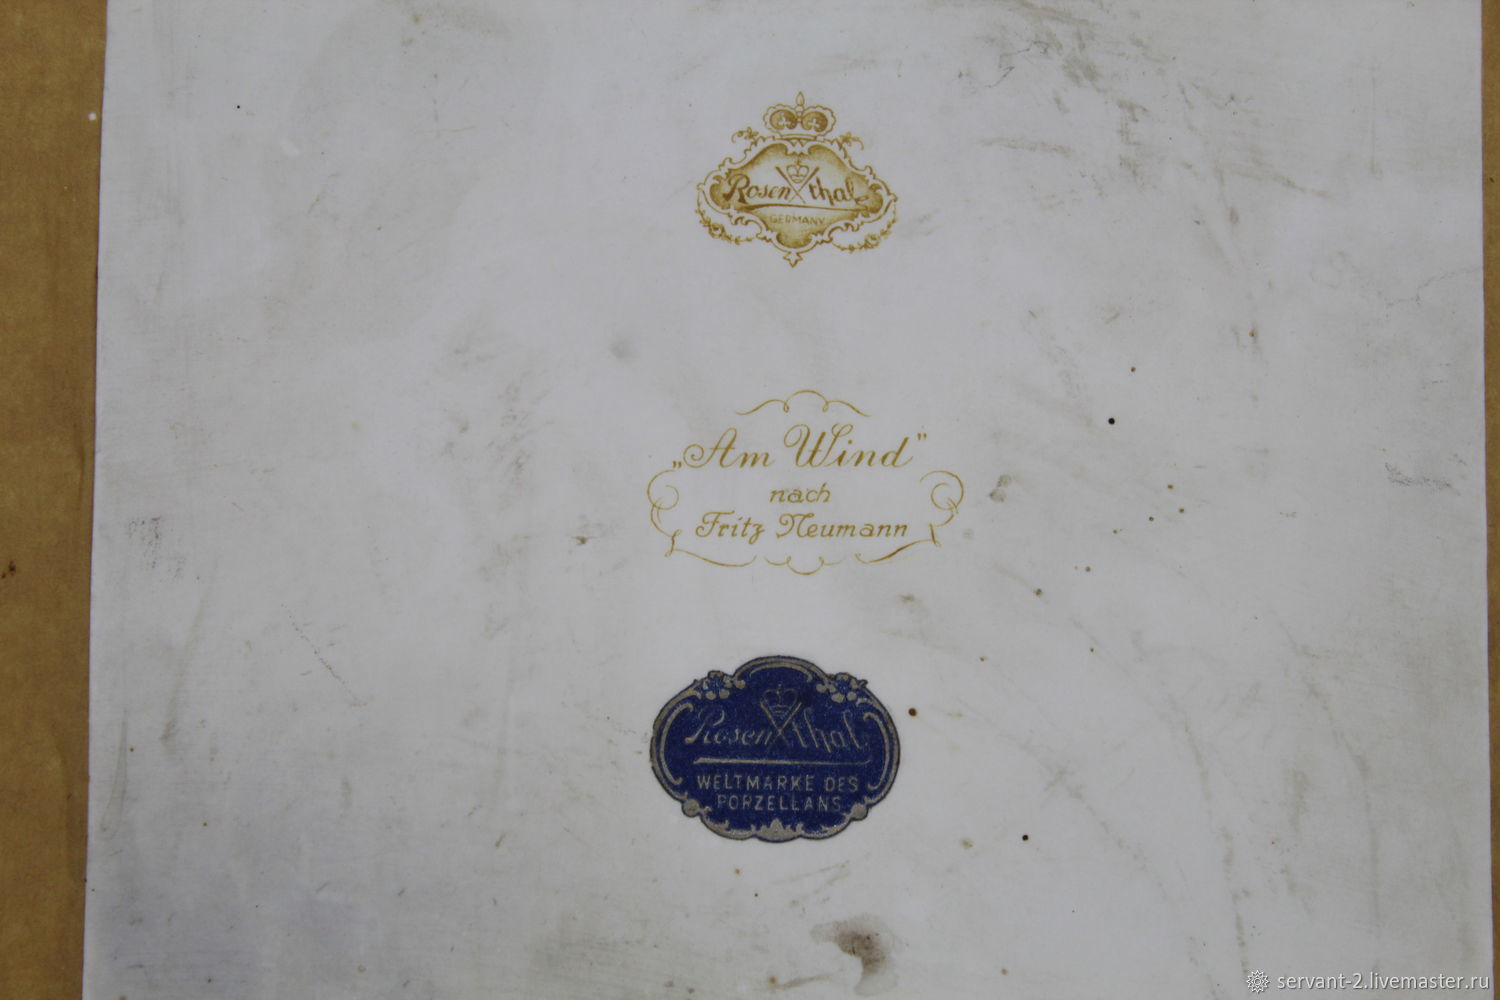 Rosenthal
GERMANY
„Am Wind"
nach
Fritz Neumann
Rosenthal
WELTMARKE DES
PORZELLANS
servant-2.livemaster.ru